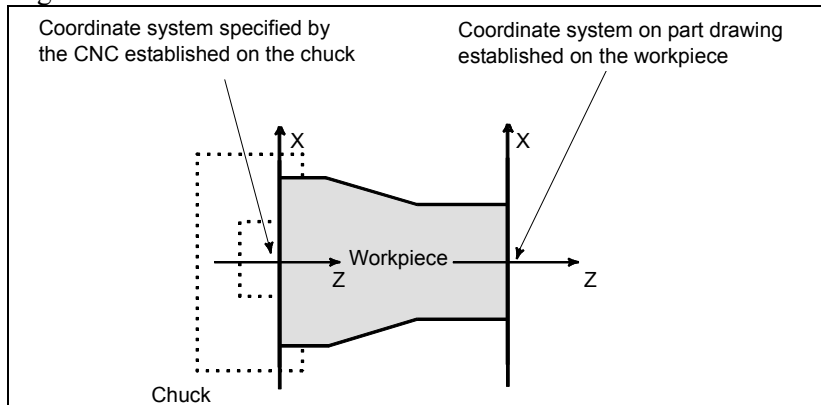 Coordinate system specified by
the CNC established on the chuck
Coordinate system on part drawing
established on the workpiece
X
X
Workpiece
Z
Z
Chuck